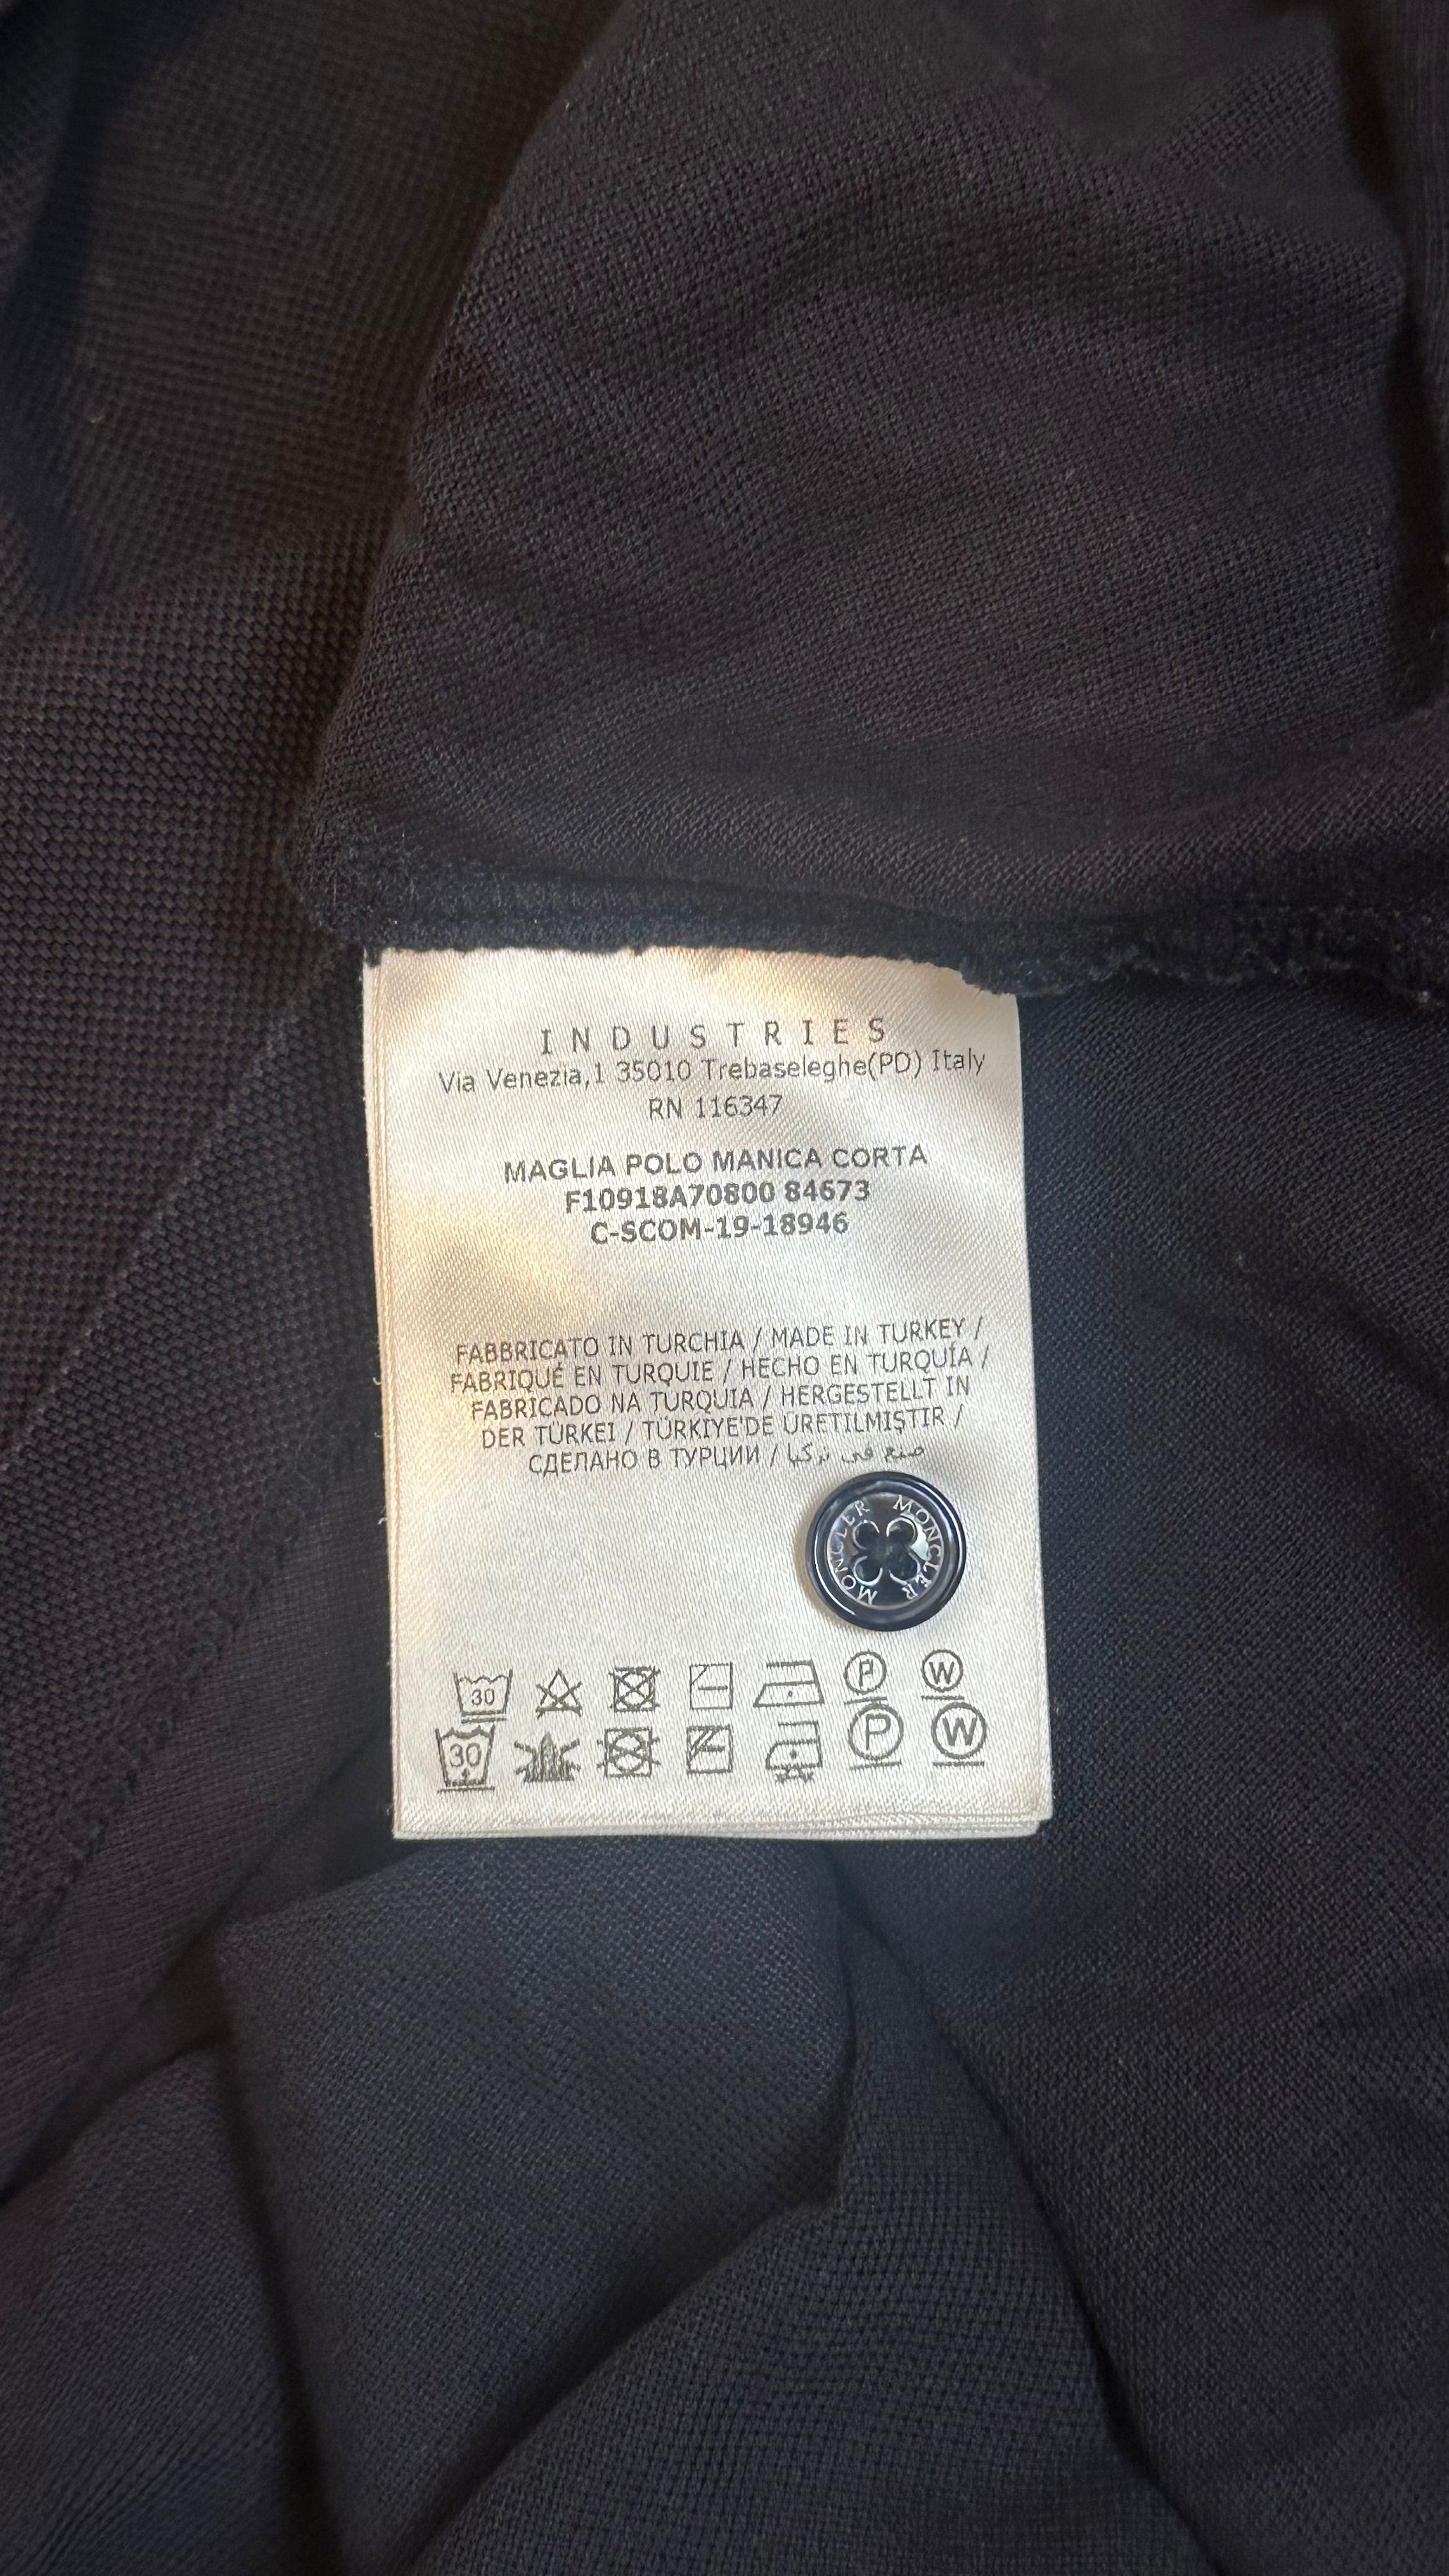 INDUSTRIES
Via Venezia,1 35010 Trebaseleghe(PD) Italy
RN 116347
MAGLIA POLO MANICA CORTA
F10918A70800 84673
C-SCOM-19-18946
FABBRICATO IN TURCHIA / MADE IN TURKEY /
FABRIQUÉ EN TURQUIE / HECHO EN TURQUÍA /
FABRICADO NA TURQUIA / HERGESTELLT IN
DER TÜRKEI / TÜRKIYE'DE ÜRETILMIŞTIR /
СДЕЛАНО В ТУРЦИИ / صنع في تركيا
MONCLER MONCLER
30 P W
30 P W